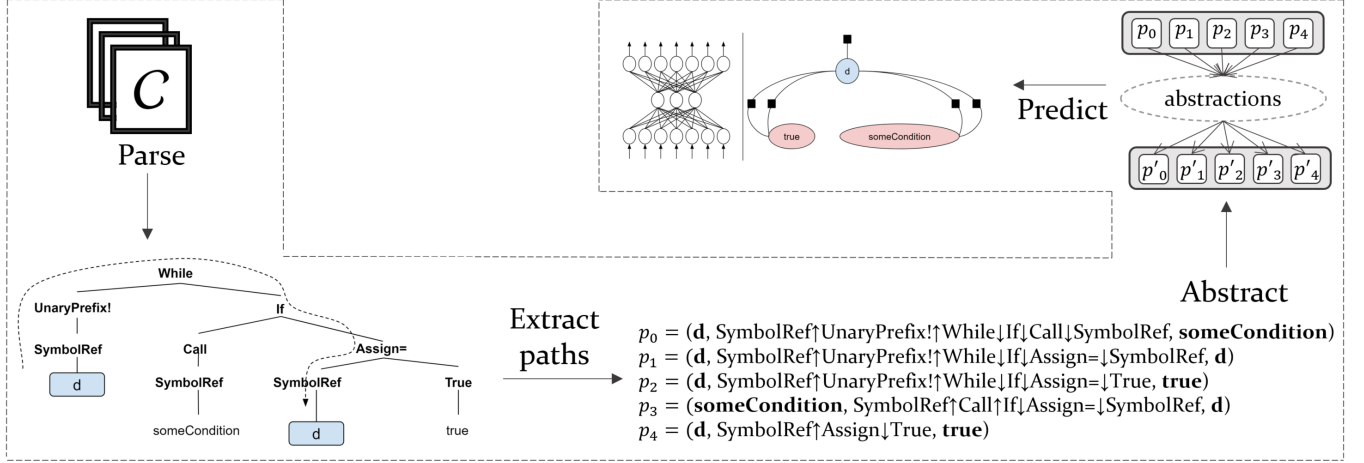 C
Parse
While
UnaryPrefix!
If
SymbolRef
Call
Assign=
d
SymbolRef
SymbolRef
True
someCondition
d
true
Extract
paths
p₀ = (d, SymbolRef↑UnaryPrefix!↑While↓If↓Call↓SymbolRef, someCondition)
p₁ = (d, SymbolRef↑UnaryPrefix!↑While↓If↓Assign=↓SymbolRef, d)
p₂ = (d, SymbolRef↑UnaryPrefix!↑While↓If↓Assign=↓True, true)
p₃ = (someCondition, SymbolRef↑Call↑If↓Assign=↓SymbolRef, d)
p₄ = (d, SymbolRef↑Assign↓True, true)
Abstract
p₀ p₁ p₂ p₃ p₄
abstractions
p'₀ p'₁ p'₂ p'₃ p'₄
Predict
d
true
someCondition